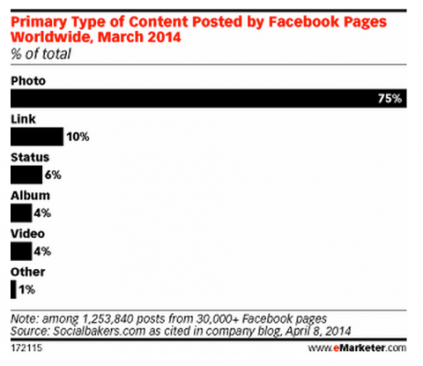 Primary Type of Content Posted by Facebook Pages
Worldwide, March 2014
% of total
Photo
75%
Link
10%
Status
6%
Album
4%
Video
4%
Other
1%
Note: among 1,253,840 posts from 30,000+ Facebook pages
Source: Socialbakers.com as cited in company blog, April 8, 2014
172115 www.eMarketer.com